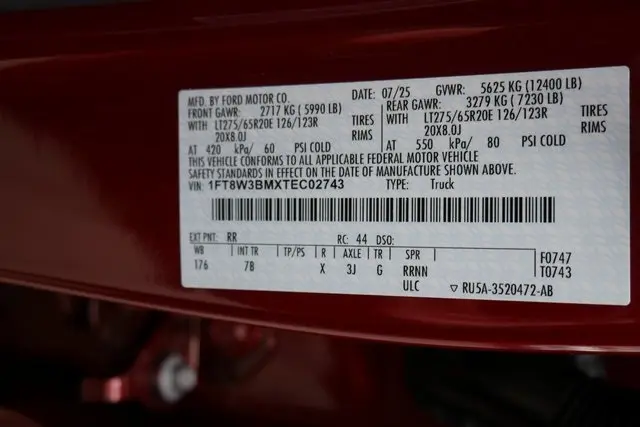 MFD. BY FORD MOTOR CO. DATE: 07/25 GVWR: 5625 KG (12400 LB)
FRONT GAWR: 2717 KG (5990 LB) REAR GAWR: 3279 KG (7230 LB)
WITH LT275/65R20E 126/123R TIRES WITH LT275/65R20E 126/123R TIRES
20X8.0J RIMS 20X8.0J RIMS
AT 420 kPa/ 60 PSI COLD AT 550 kPa/ 80 PSI COLD
THIS VEHICLE CONFORMS TO ALL APPLICABLE FEDERAL MOTOR VEHICLE
SAFETY STANDARDS IN EFFECT ON THE DATE OF MANUFACTURE SHOWN ABOVE.
VIN: 1FT8W3BMXTEC02743 TYPE: Truck
EXT PNT: RR RC: 44 DSO:
WB INT TR TP/PS R AXLE TR SPR F0747
176 7B X 3J G RRNN T0743
ULC ▽ RU5A-3520472-AB